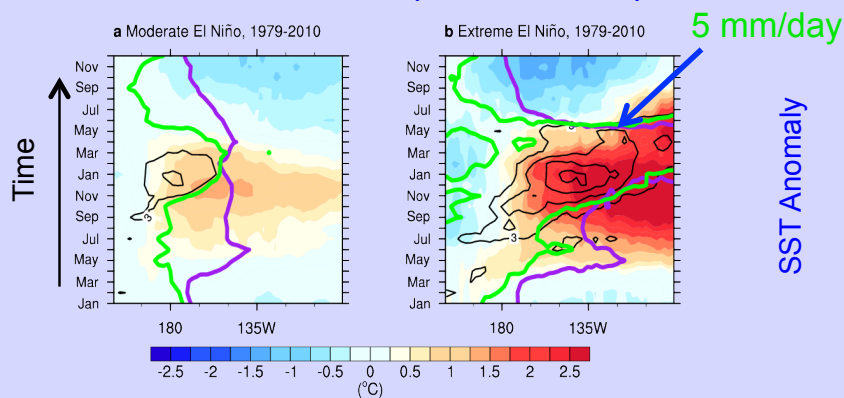 5 mm/day
a Moderate El Niño, 1979-2010
b Extreme El Niño, 1979-2010
Time
Nov
Sep
Jul
May
Mar
Jan
Nov
Sep
Jul
May
Mar
Jan
3
180
135W
Nov
Sep
Jul
May
Mar
Jan
Nov
Sep
Jul
May
Mar
Jan
3
180
135W
SST Anomaly
-2.5 -2 -1.5 -1 -0.5 0 0.5 1 1.5 2 2.5
(°C)